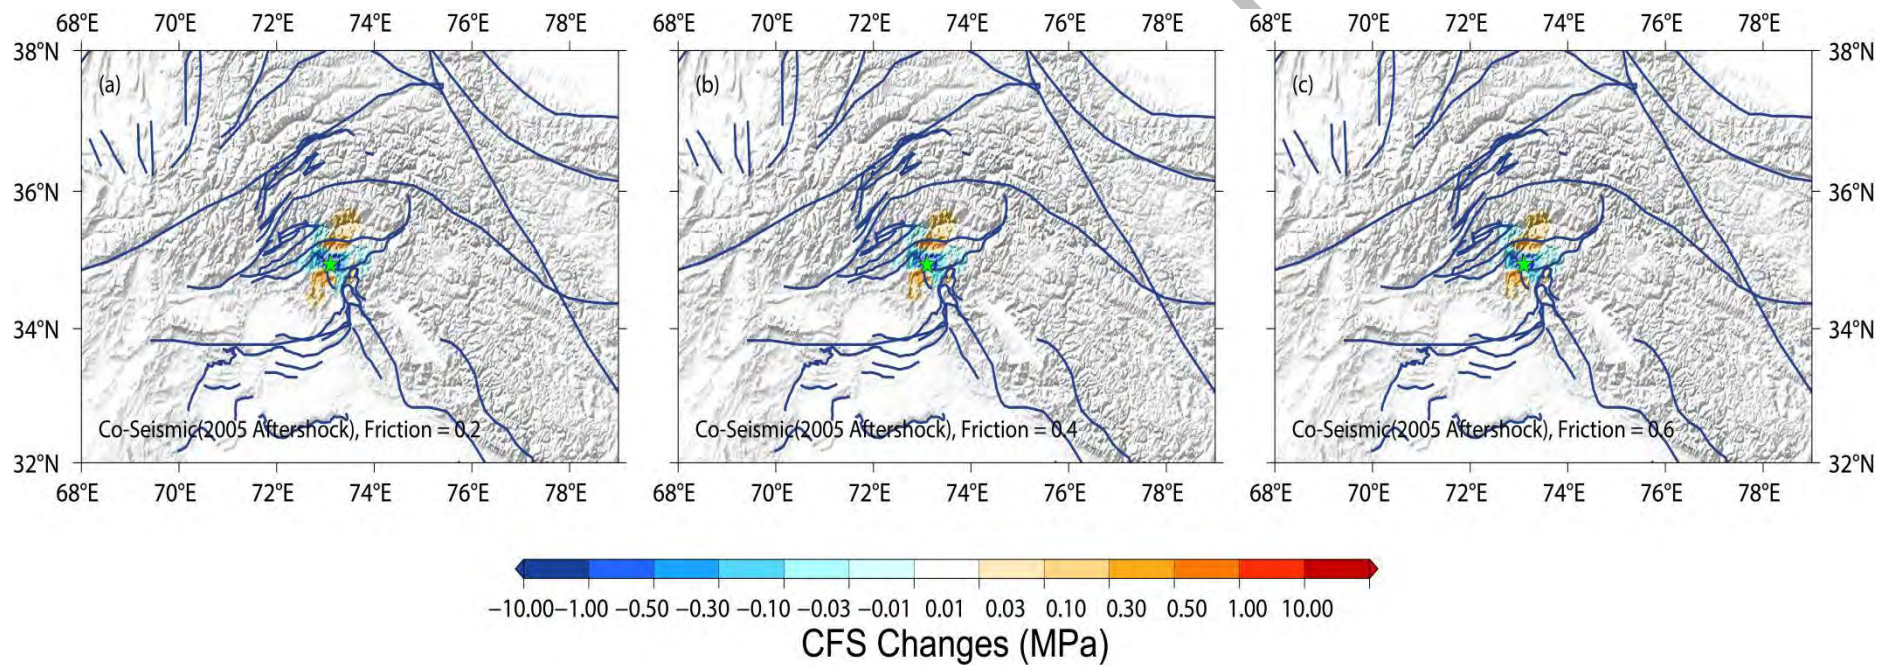 68°E 70°E 72°E 74°E 76°E 78°E 68°E 70°E 72°E 74°E 76°E 78°E 68°E 70°E 72°E 74°E 76°E 78°E
38°N 38°N
(a) (b) (c)
36°N 36°N
34°N 34°N
Co-Seismic(2005 Aftershock), Friction = 0.2 Co-Seismic(2005 Aftershock), Friction = 0.4 Co-Seismic(2005 Aftershock), Friction = 0.6
32°N 32°N
68°E 70°E 72°E 74°E 76°E 78°E 68°E 70°E 72°E 74°E 76°E 78°E 68°E 70°E 72°E 74°E 76°E 78°E
−10.00 −1.00 −0.50 −0.30 −0.10 −0.03 −0.01 0.01 0.03 0.10 0.30 0.50 1.00 10.00
CFS Changes (MPa)